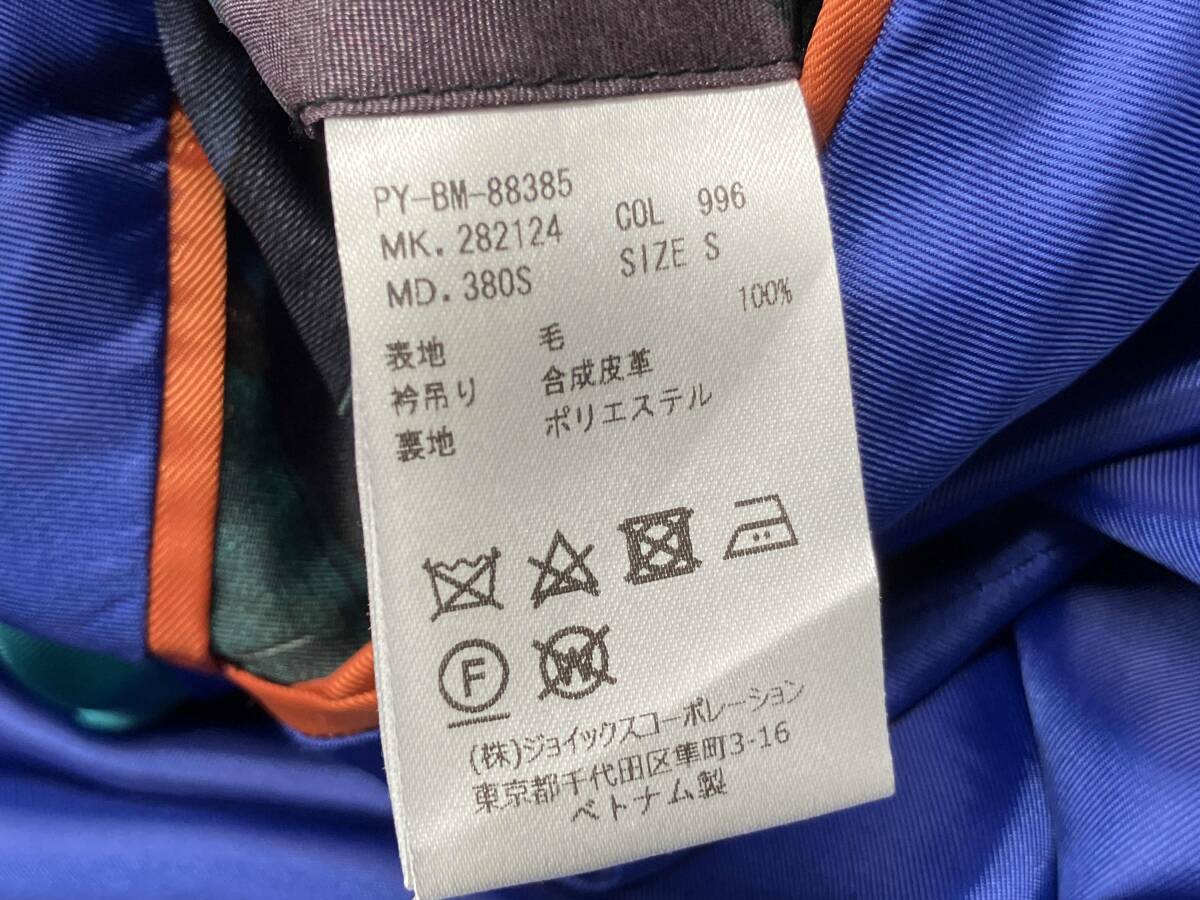 PY-BM-88385
MK. 282124 COL 996
MD. 380S SIZE S
表地 毛 100%
衿吊り 合成皮革
裏地 ポリエステル
F
W
(株)ジョイックスコーポレーション
東京都千代田区隼町3-16
ベトナム製